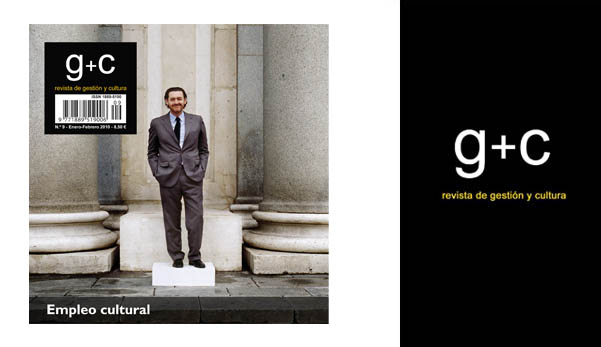 g+c
revista de gestión y cultura
ISSN 1889-5190
09
9 771889 519006
N.º 9 - Enero-Febrero 2010 - 8,50 €
Empleo cultural
g+c
revista de gestión y cultura